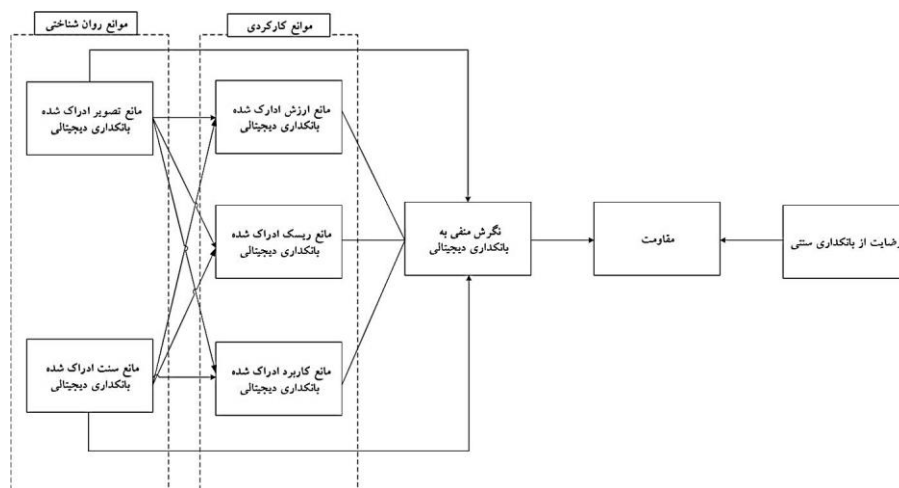 موانع روان شناختی
موانع کارکردی
مانع تصویر ادراک شده
بانکداری دیجیتالی
مانع ارزش ادارک شده
بانکداری دیجیتالی
مانع ریسک ادراک شده
بانکداری دیجیتالی
مانع سنت ادراک شده
بانکداری دیجیتالی
مانع کاربرد ادراک شده
بانکداری دیجیتالی
نگرش منفی به
بانکداری دیجیتالی
مقاومت
رضایت از بانکداری سنتی